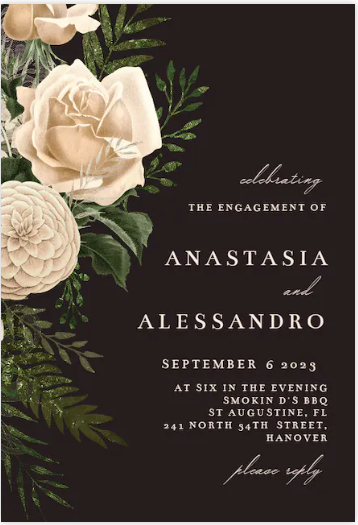 celebrating
THE ENGAGEMENT OF
ANASTASIA
and
ALESSANDRO
SEPTEMBER 6 2023
AT SIX IN THE EVENING
SMOKIN D'S BBQ
ST AUGUSTINE, FL
241 NORTH 34TH STREET,
HANOVER
please reply